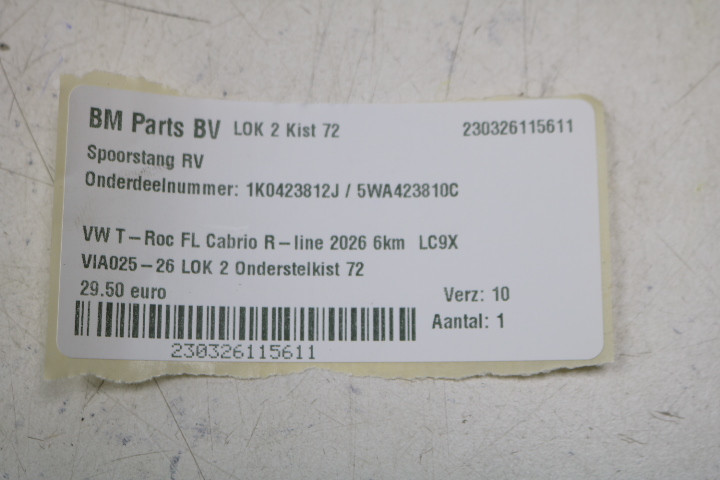 BM Parts BV LOK 2 Kist 72 230326115611
Spoorstang RV
Onderdeelnummer: 1K0423812J / 5WA423810C
VW T-Roc FL Cabrio R-line 2026 6km LC9X
VIA025-26 LOK 2 Onderstelkist 72
29.50 euro Verz: 10
Aantal: 1
230326115611